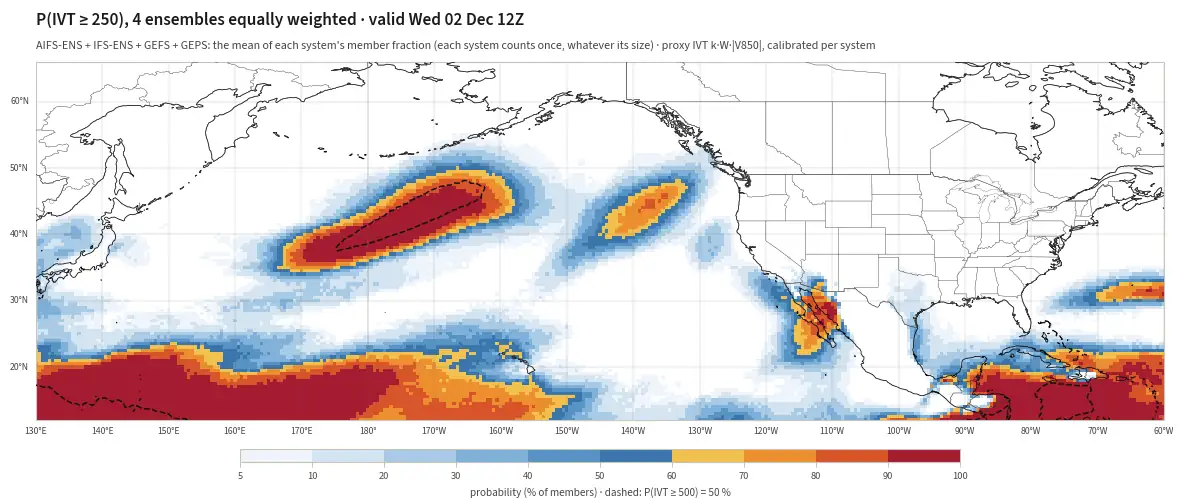 P(IVT ≥ 250), 4 ensembles equally weighted · valid Wed 02 Dec 12Z
AIFS-ENS + IFS-ENS + GEFS + GEPS: the mean of each system's member fraction (each system counts once, whatever its size) · proxy IVT k·W·|V850|, calibrated per system
60°N
50°N
40°N
30°N
20°N
130°E 140°E 150°E 160°E 170°E 180° 170°W 160°W 150°W 140°W 130°W 120°W 110°W 100°W 90°W 80°W 70°W 60°W
5 10 20 30 40 50 60 70 80 90 100
probability (% of members) · dashed: P(IVT ≥ 500) = 50 %